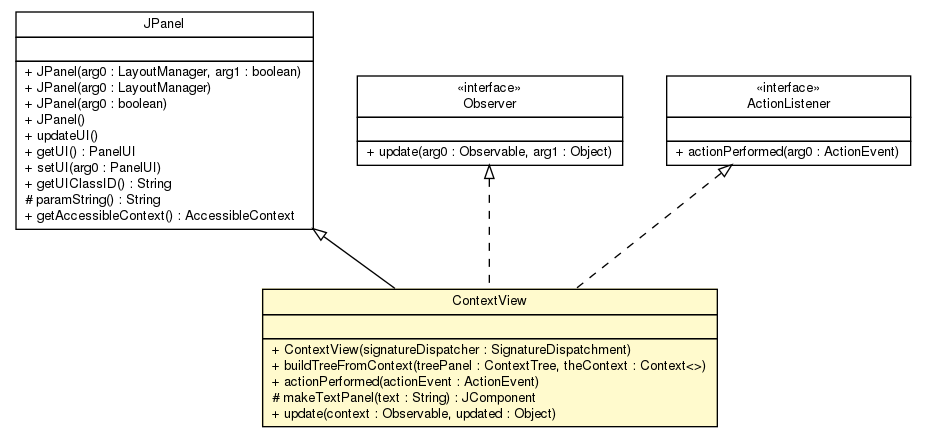 JPanel
+ JPanel(arg0 : LayoutManager, arg1 : boolean)
+ JPanel(arg0 : LayoutManager)
+ JPanel(arg0 : boolean)
+ JPanel()
+ updateUI()
+ getUI() : PanelUI
+ setUI(arg0 : PanelUI)
+ getUIClassID() : String
# paramString() : String
+ getAccessibleContext() : AccessibleContext
«interface»
Observer
+ update(arg0 : Observable, arg1 : Object)
«interface»
ActionListener
+ actionPerformed(arg0 : ActionEvent)
ContextView
+ ContextView(signatureDispatcher : SignatureDispatchment)
+ buildTreeFromContext(treePanel : ContextTree, theContext : Context<>)
+ actionPerformed(actionEvent : ActionEvent)
# makeTextPanel(text : String) : JComponent
+ update(context : Observable, updated : Object)